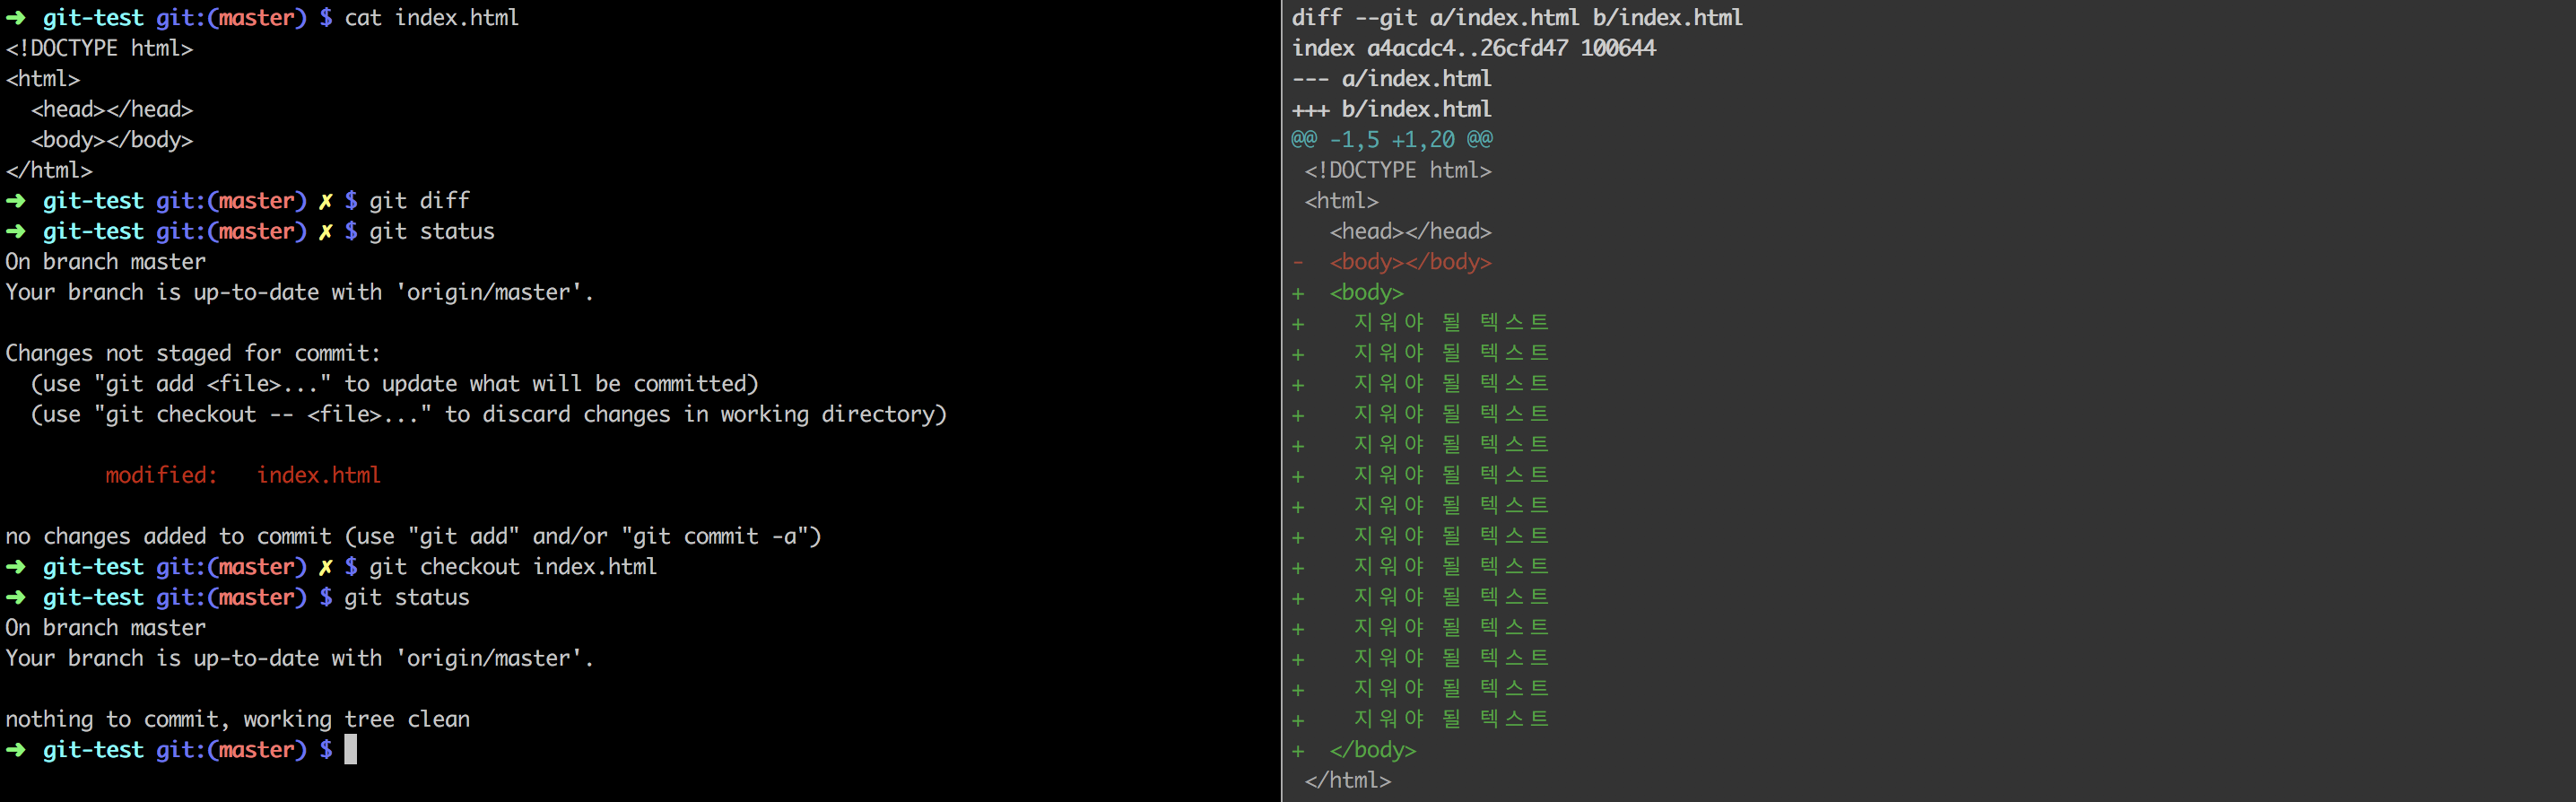 ➜  git-test git:(master) $ cat index.html
<!DOCTYPE html>
<html>
  <head></head>
  <body></body>
</html>
➜  git-test git:(master) ✗ $ git diff
➜  git-test git:(master) ✗ $ git status
On branch master
Your branch is up-to-date with 'origin/master'.

Changes not staged for commit:
  (use "git add <file>..." to update what will be committed)
  (use "git checkout -- <file>..." to discard changes in working directory)

        modified:   index.html

no changes added to commit (use "git add" and/or "git commit -a")
➜  git-test git:(master) ✗ $ git checkout index.html
➜  git-test git:(master) $ git status
On branch master
Your branch is up-to-date with 'origin/master'.

nothing to commit, working tree clean
➜  git-test git:(master) $
diff --git a/index.html b/index.html
index a4acdc4..26cfd47 100644
--- a/index.html
+++ b/index.html
@@ -1,5 +1,20 @@
 <!DOCTYPE html>
 <html>
   <head></head>
-  <body></body>
+  <body>
+    지워야 될 텍스트
+    지워야 될 텍스트
+    지워야 될 텍스트
+    지워야 될 텍스트
+    지워야 될 텍스트
+    지워야 될 텍스트
+    지워야 될 텍스트
+    지워야 될 텍스트
+    지워야 될 텍스트
+    지워야 될 텍스트
+    지워야 될 텍스트
+    지워야 될 텍스트
+    지워야 될 텍스트
+    지워야 될 텍스트
+  </body>
 </html>